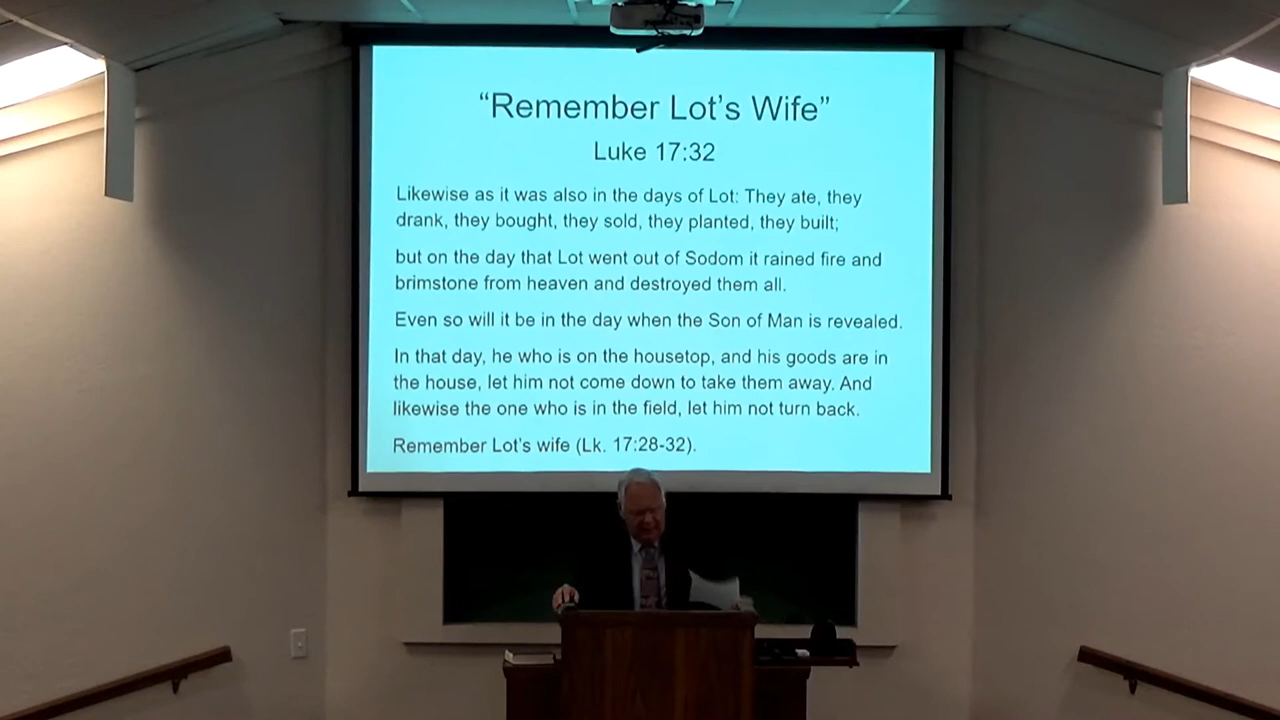 “Remember Lot’s Wife”
Luke 17:32
Likewise as it was also in the days of Lot: They ate, they
drank, they bought, they sold, they planted, they built;
but on the day that Lot went out of Sodom it rained fire and
brimstone from heaven and destroyed them all.
Even so will it be in the day when the Son of Man is revealed.
In that day, he who is on the housetop, and his goods are in
the house, let him not come down to take them away. And
likewise the one who is in the field, let him not turn back.
Remember Lot’s wife (Lk. 17:28-32).